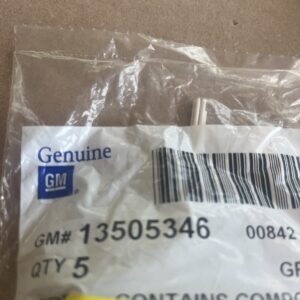 Genuine
GM
GM# 13505346 00842
QTY 5 GR
CONTAINS COMPO